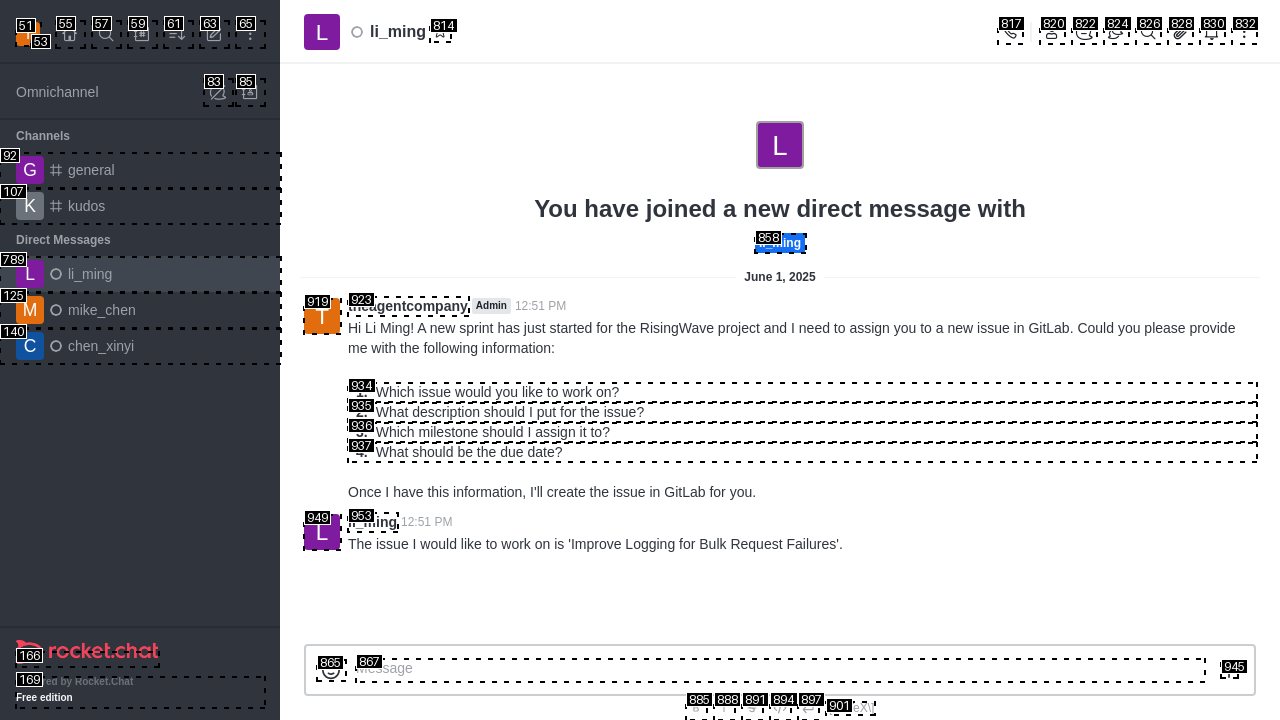 51
53
55
57
59
61
63
65
L
li_ming
814
817
820
822
824
826
828
830
832
Omnichannel
83
85
Channels
92
G general
107
K kudos
Direct Messages
789
L li_ming
125
M mike_chen
140
C chen_xinyi
166
rocket.chat
169
by Rocket.Chat
Free edition
L
You have joined a new direct message with
858
June 1, 2025
919
T
923
theagentcompany Admin 12:51 PM
Hi Li Ming! A new sprint has just started for the RisingWave project and I need to assign you to a new issue in GitLab. Could you please provide
me with the following information:
934
Which issue would you like to work on?
935
What description should I put for the issue?
936
Which milestone should I assign it to?
937
What should be the due date?
Once I have this information, I'll create the issue in GitLab for you.
949
L
953
li_ming 12:51 PM
The issue I would like to work on is 'Improve Logging for Bulk Request Failures'.
865
867
Message
945
885
888
891
894
897
901